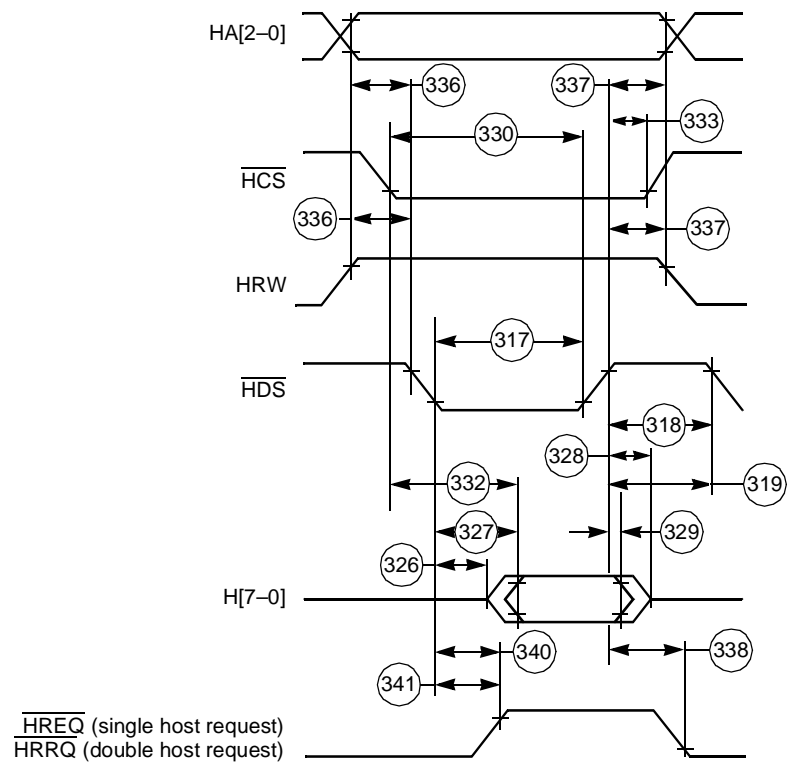 HA[2–0]
336
337
333
330
HCS
336
337
HRW
317
HDS
318
328
332
319
327
329
326
H[7–0]
340
338
341
HREQ (single host request)
HRRQ (double host request)